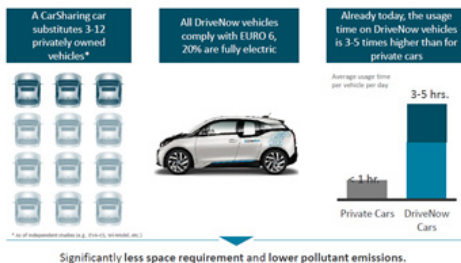 A CarSharing car
substitutes 3-12
privately owned
vehicles*
All DriveNow vehicles
comply with EURO 6,
20% are fully electric
Already today, the usage
time on DriveNow vehicles
is 3-5 times higher than for
private cars
Average usage time
per vehicle per day
3-5 hrs.
< 1 hr.
Private Cars
DriveNow
Cars
* As of independent studies (e.g.
etc.)
Significantly less space requirement and lower pollutant emissions.